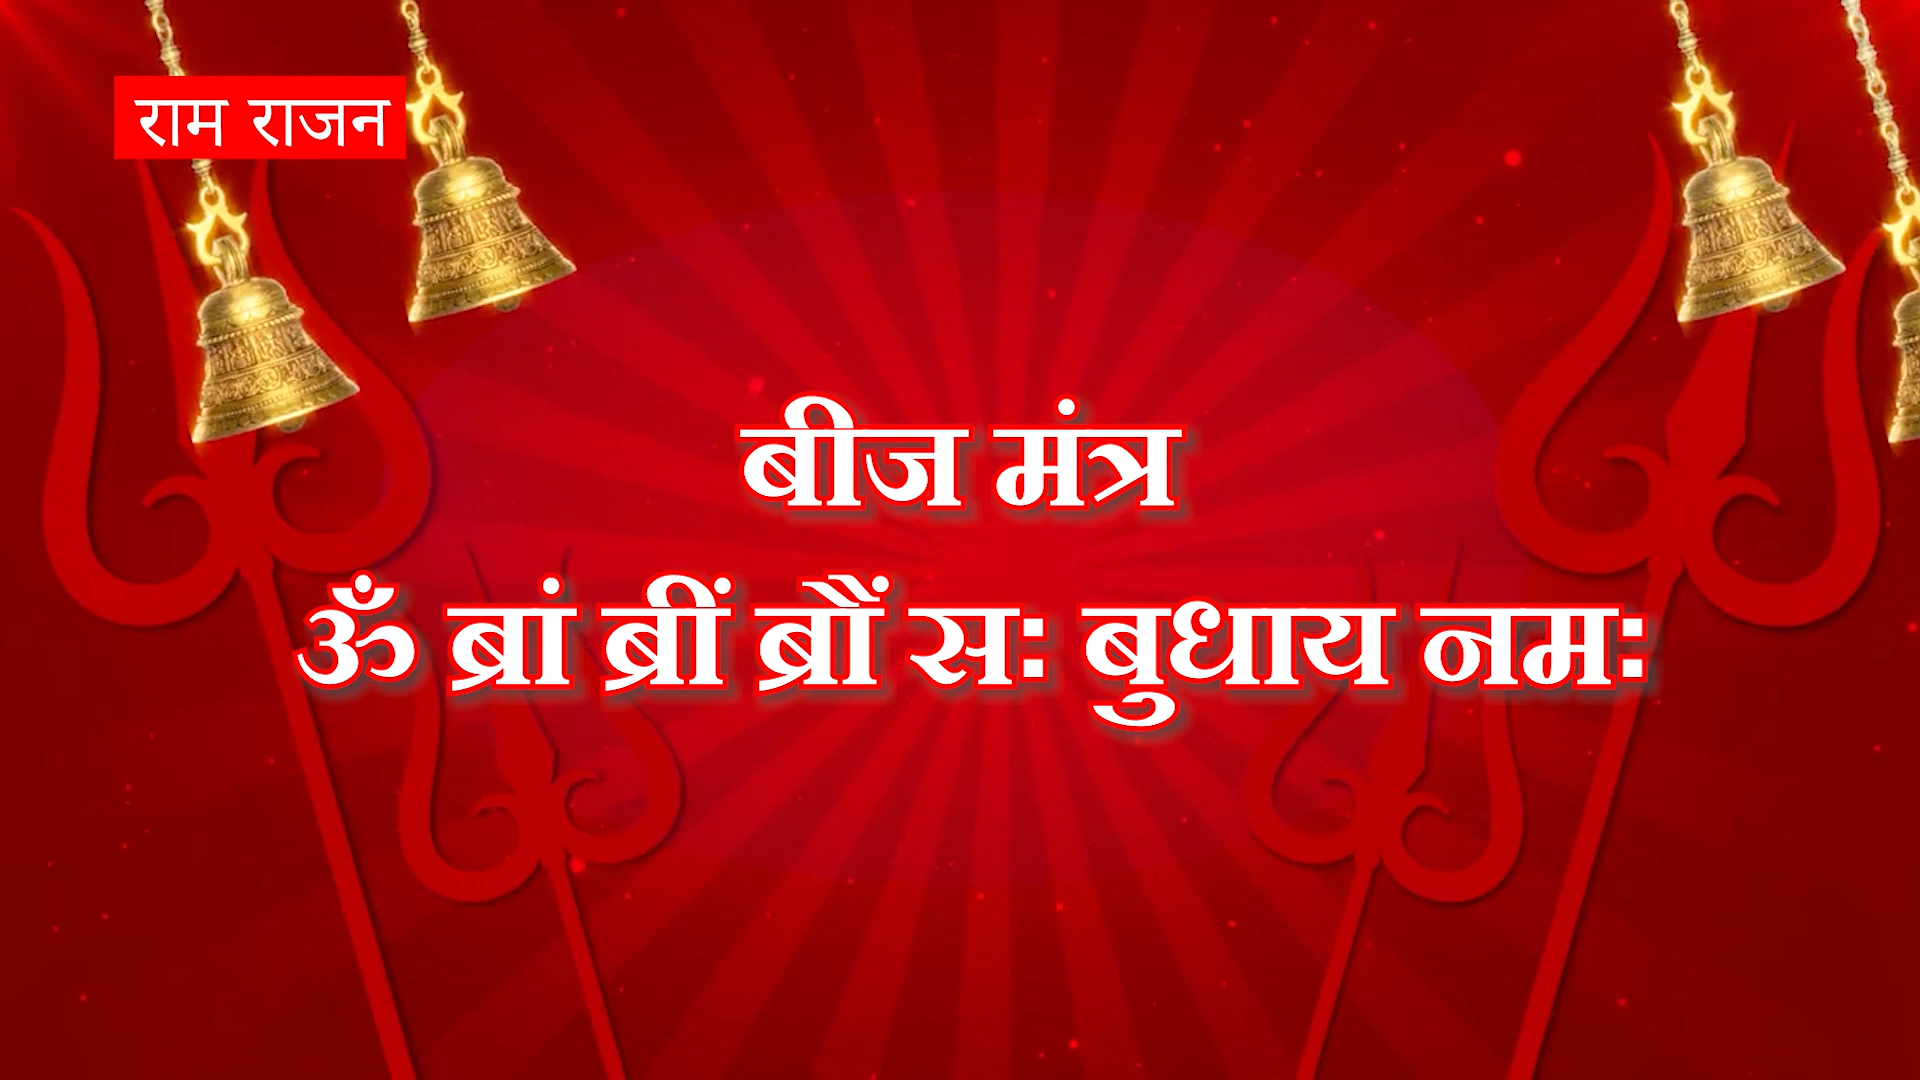 राम राजन
बीज मंत्र
ॐ ब्रां ब्रीं ब्रौं सः बुधाय नमः